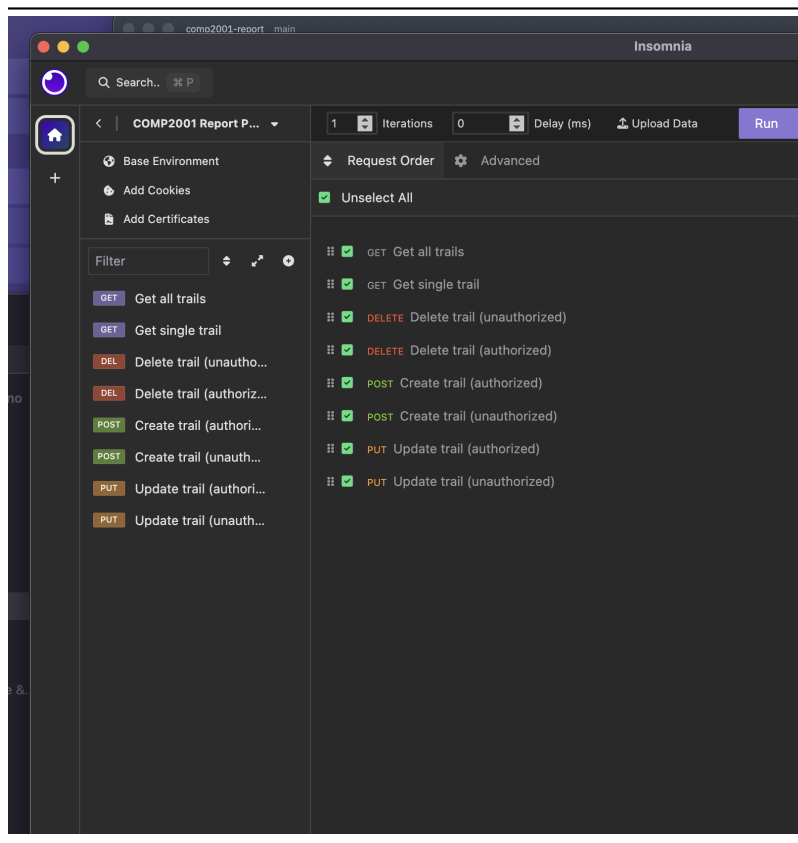 comp2001-report main
Insomnia
Search.. ⌘ P
COMP2001 Report P...
1 Iterations 0 Delay (ms) Upload Data Run
Base Environment
Add Cookies
Add Certificates
Request Order Advanced
Unselect All
Filter
GET Get all trails
GET Get single trail
DEL Delete trail (unautho...
DEL Delete trail (authoriz...
POST Create trail (authori...
POST Create trail (unauth...
PUT Update trail (authori...
PUT Update trail (unauth...
GET Get all trails
GET Get single trail
DELETE Delete trail (unauthorized)
DELETE Delete trail (authorized)
POST Create trail (authorized)
POST Create trail (unauthorized)
PUT Update trail (authorized)
PUT Update trail (unauthorized)
no
e &.